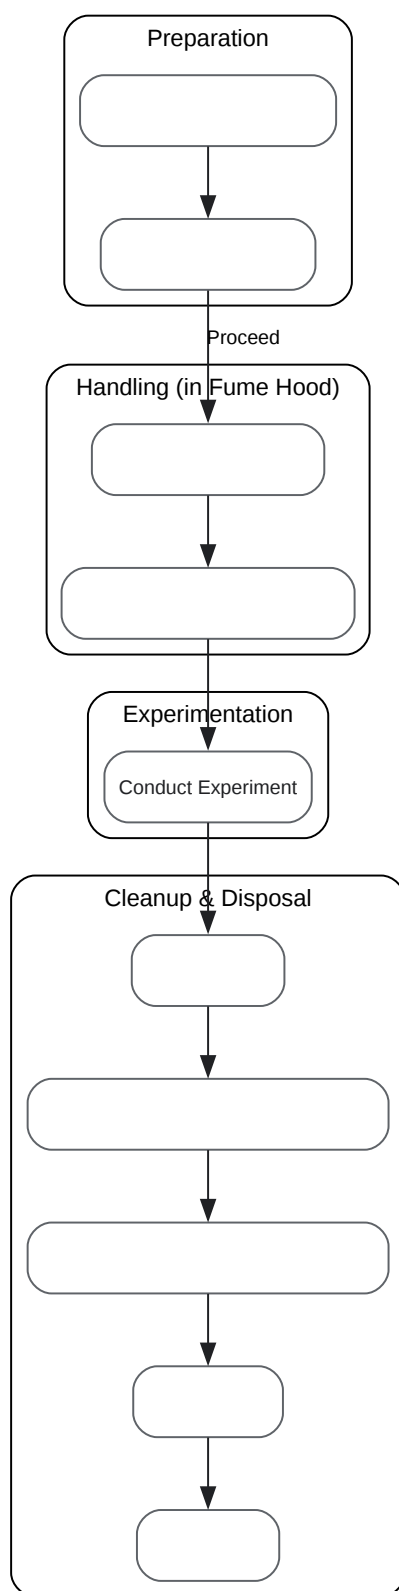 Preparation
Proceed
Handling (in Fume Hood)
Experimentation
Conduct Experiment
Cleanup & Disposal